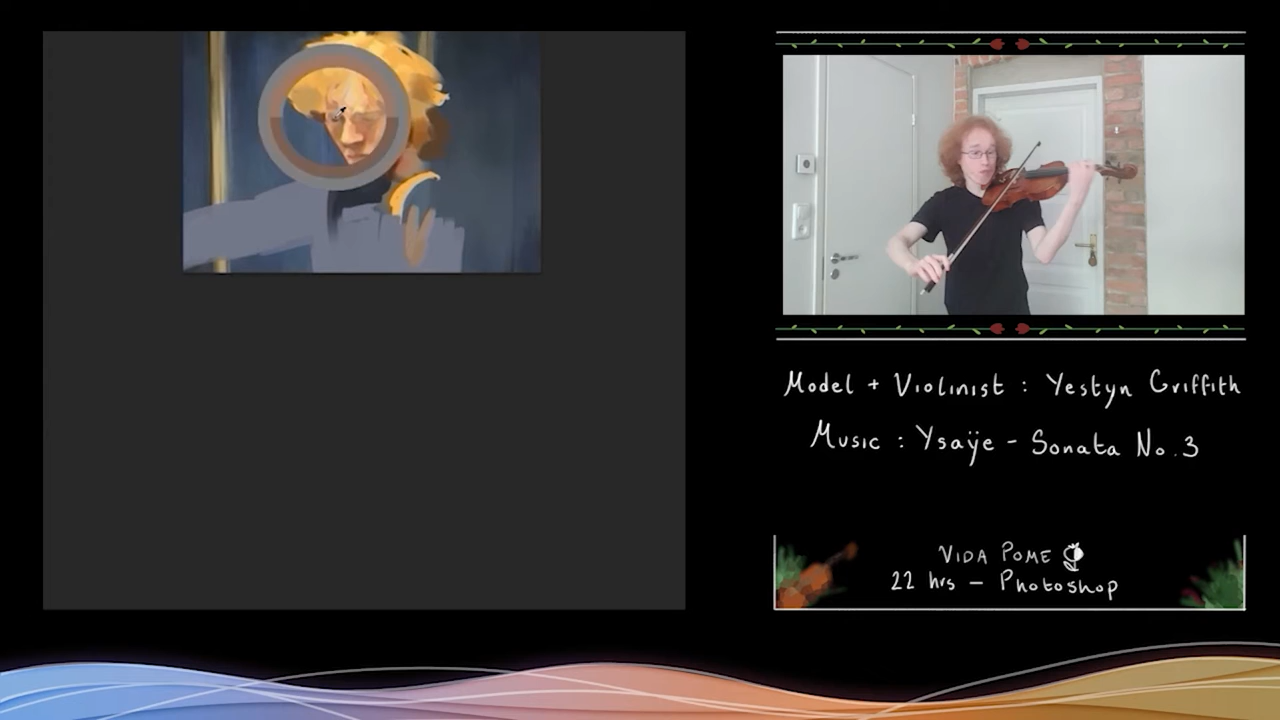 Model + Violinist : Yestyn Griffith
Music : Ysaÿe - Sonata No.3
VIDA POME
22 hrs - Photoshop